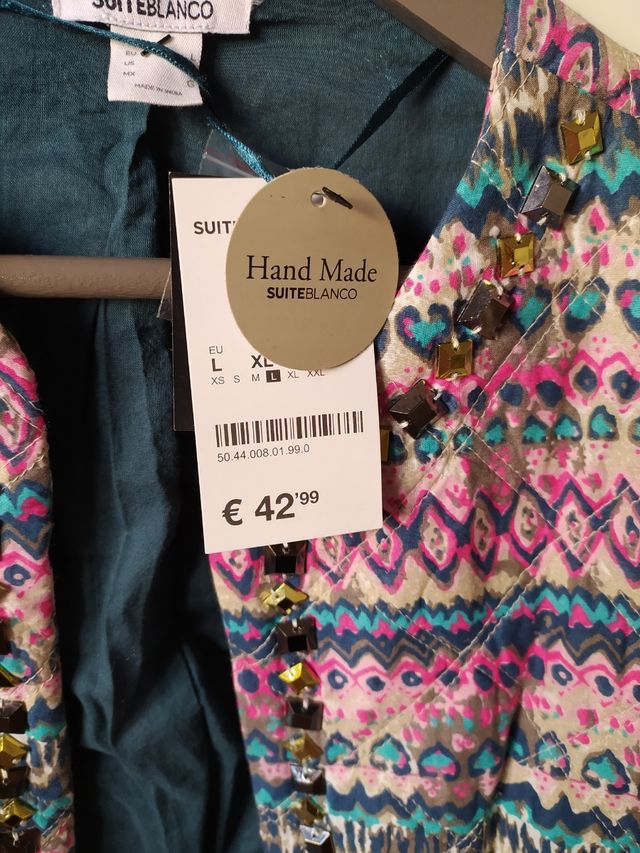 SUITEBLANCO
EU L
US
MX G
MADE IN INDIA
SUITE
Hand Made
SUITEBLANCO
EU
L XL
XS S M L XL XXL
50.44.008.01.99.0
€ 42'99